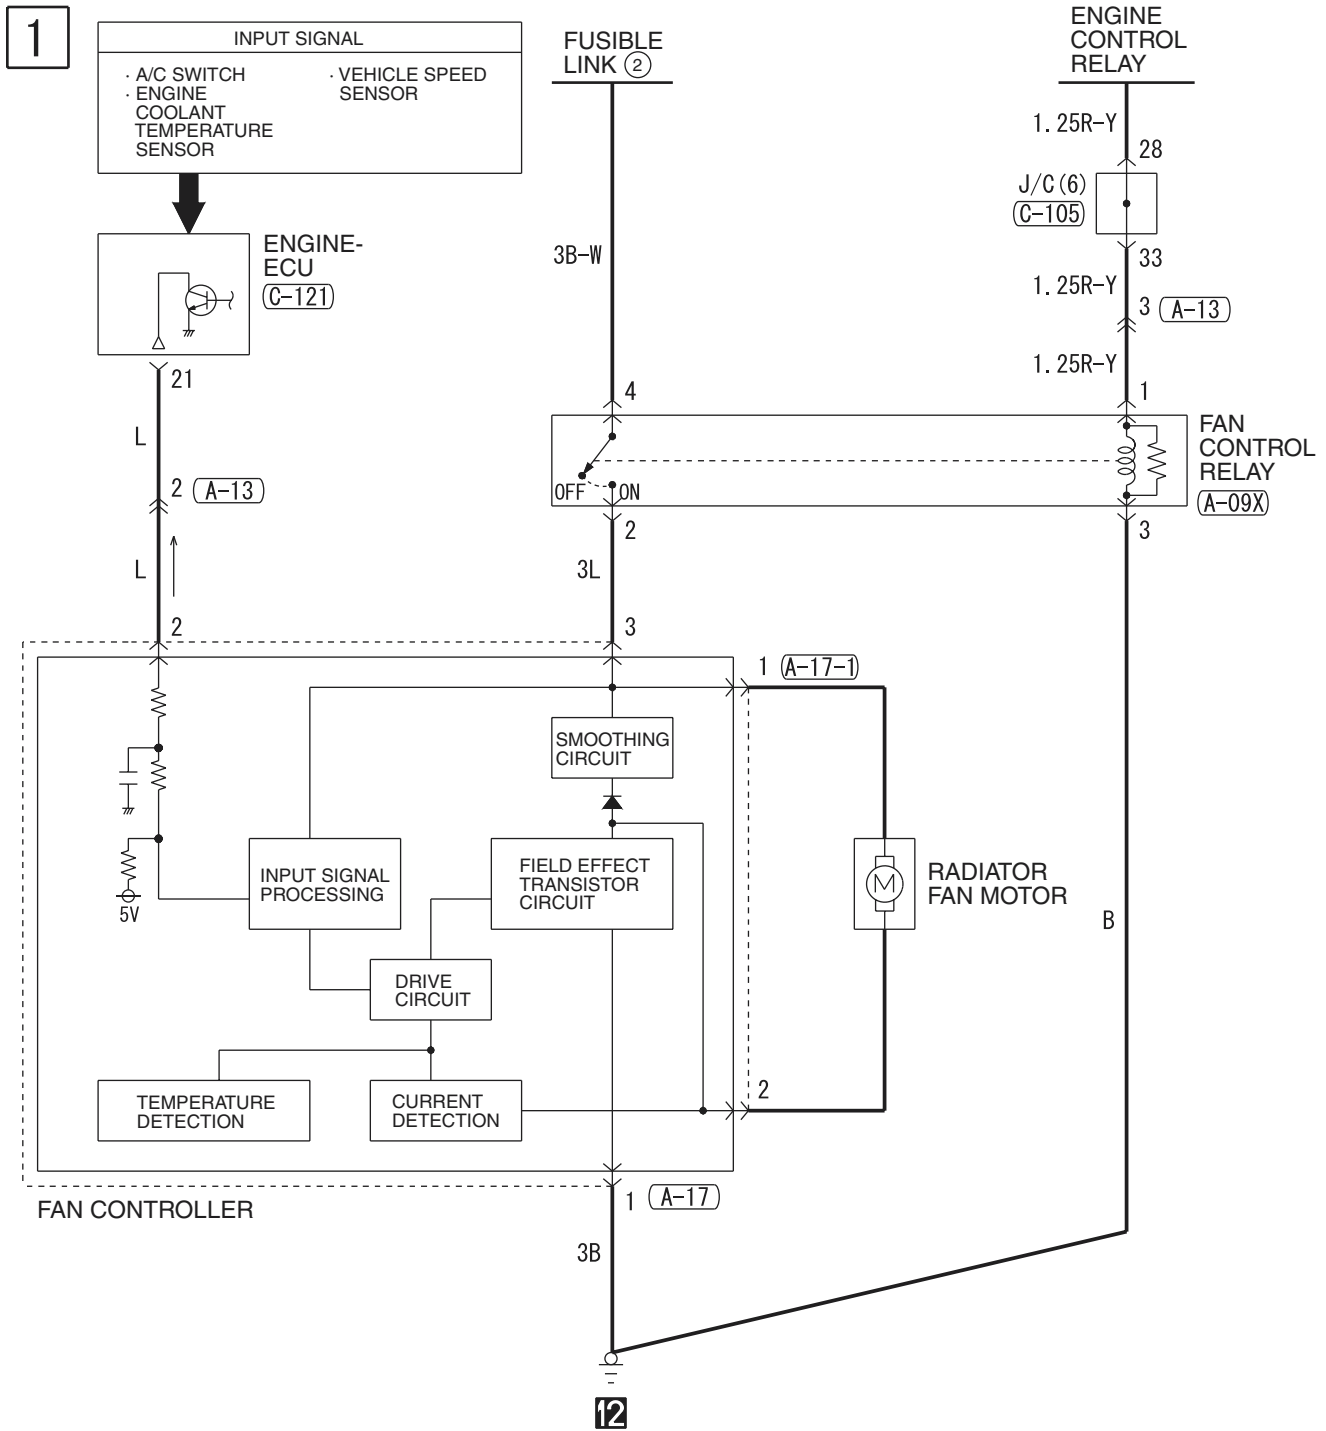 1
INPUT SIGNAL
· A/C SWITCH
· ENGINE
COOLANT
TEMPERATURE
SENSOR
· VEHICLE SPEED
SENSOR
FUSIBLE
LINK ②
ENGINE
CONTROL
RELAY
1.25R-Y
28
J/C(6)
C-105
33
1.25R-Y
3 A-13
1.25R-Y
1
3B-W
4
ENGINE-
ECU
C-121
21
L
2 A-13
L
2
OFF ON
FAN
CONTROL
RELAY
A-09X
2
3
3L
3
1 A-17-1
SMOOTHING
CIRCUIT
5V
INPUT SIGNAL
PROCESSING
FIELD EFFECT
TRANSISTOR
CIRCUIT
M
RADIATOR
FAN MOTOR
B
DRIVE
CIRCUIT
TEMPERATURE
DETECTION
CURRENT
DETECTION
2
FAN CONTROLLER
1 A-17
3B
12